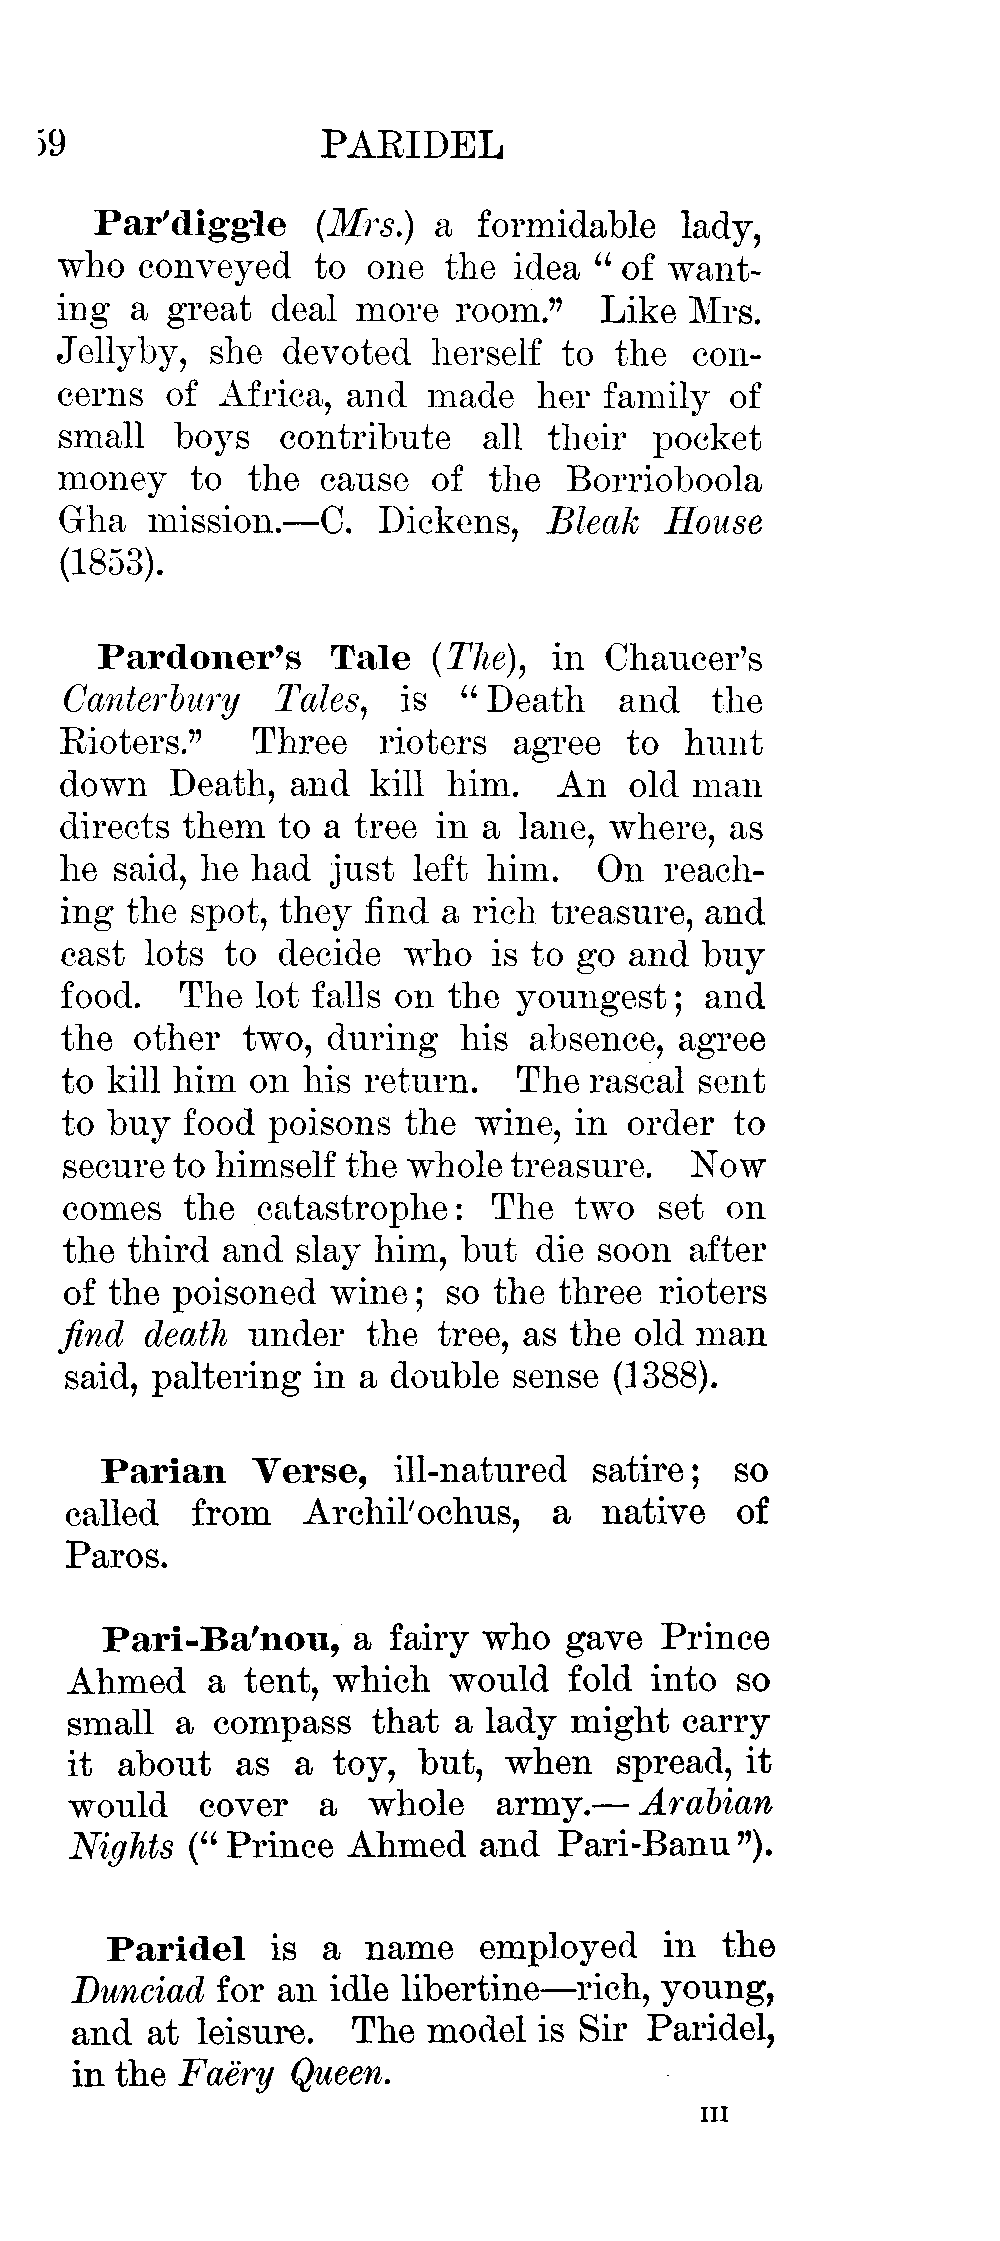 59 PARIDEL
Par'diggle (Mrs.) a formidable lady,
who conveyed to one the idea “ of want-
ing a great deal more room.” Like Mrs.
Jellyby, she devoted herself to the con-
cerns of Africa, and made her family of
small boys contribute all their pocket
money to the cause of the Borrioboola
Gha mission.—C. Dickens, Bleak House
(1853).
Pardoner’s Tale (The), in Chaucer’s
Canterbury Tales, is “ Death and the
Rioters.” Three rioters agree to hunt
down Death, and kill him. An old man
directs them to a tree in a lane, where, as
he said, he had just left him. On reach-
ing the spot, they find a rich treasure, and
cast lots to decide who is to go and buy
food. The lot falls on the youngest; and
the other two, during his absence, agree
to kill him on his return. The rascal sent
to buy food poisons the wine, in order to
secure to himself the whole treasure. Now
comes the catastrophe: The two set on
the third and slay him, but die soon after
of the poisoned wine; so the three rioters
find death under the tree, as the old man
said, paltering in a double sense (1388).
Parian Verse, ill-natured satire; so
called from Archil'ochus, a native of
Paros.
Pari-Ba'nou, a fairy who gave Prince
Ahmed a tent, which would fold into so
small a compass that a lady might carry
it about as a toy, but, when spread, it
would cover a whole army.— Arabian
Nights (“ Prince Ahmed and Pari-Banu ”).
Paridel is a name employed in the
Dunciad for an idle libertine—rich, young,
and at leisure. The model is Sir Paridel,
in the Faëry Queen.
III